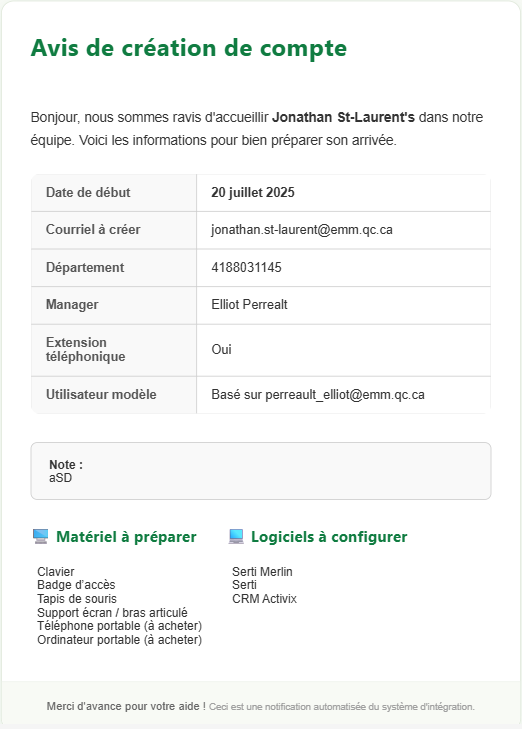 Avis de création de compte
Bonjour, nous sommes ravis d'accueillir Jonathan St-Laurent's dans notre
équipe. Voici les informations pour bien préparer son arrivée.
Date de début 20 juillet 2025
Courriel à créer jonathan.st-laurent@emm.qc.ca
Département 4188031145
Manager Elliot Perrealt
Extension
téléphonique Oui
Utilisateur modèle Basé sur perreault_elliot@emm.qc.ca
Note :
aSD
Matériel à préparer
Clavier
Badge d'accès
Tapis de souris
Support écran / bras articulé
Téléphone portable (à acheter)
Ordinateur portable (à acheter)
Logiciels à configurer
Serti Merlin
Serti
CRM Activix
Merci d'avance pour votre aide ! Ceci est une notification automatisée du système d'intégration.